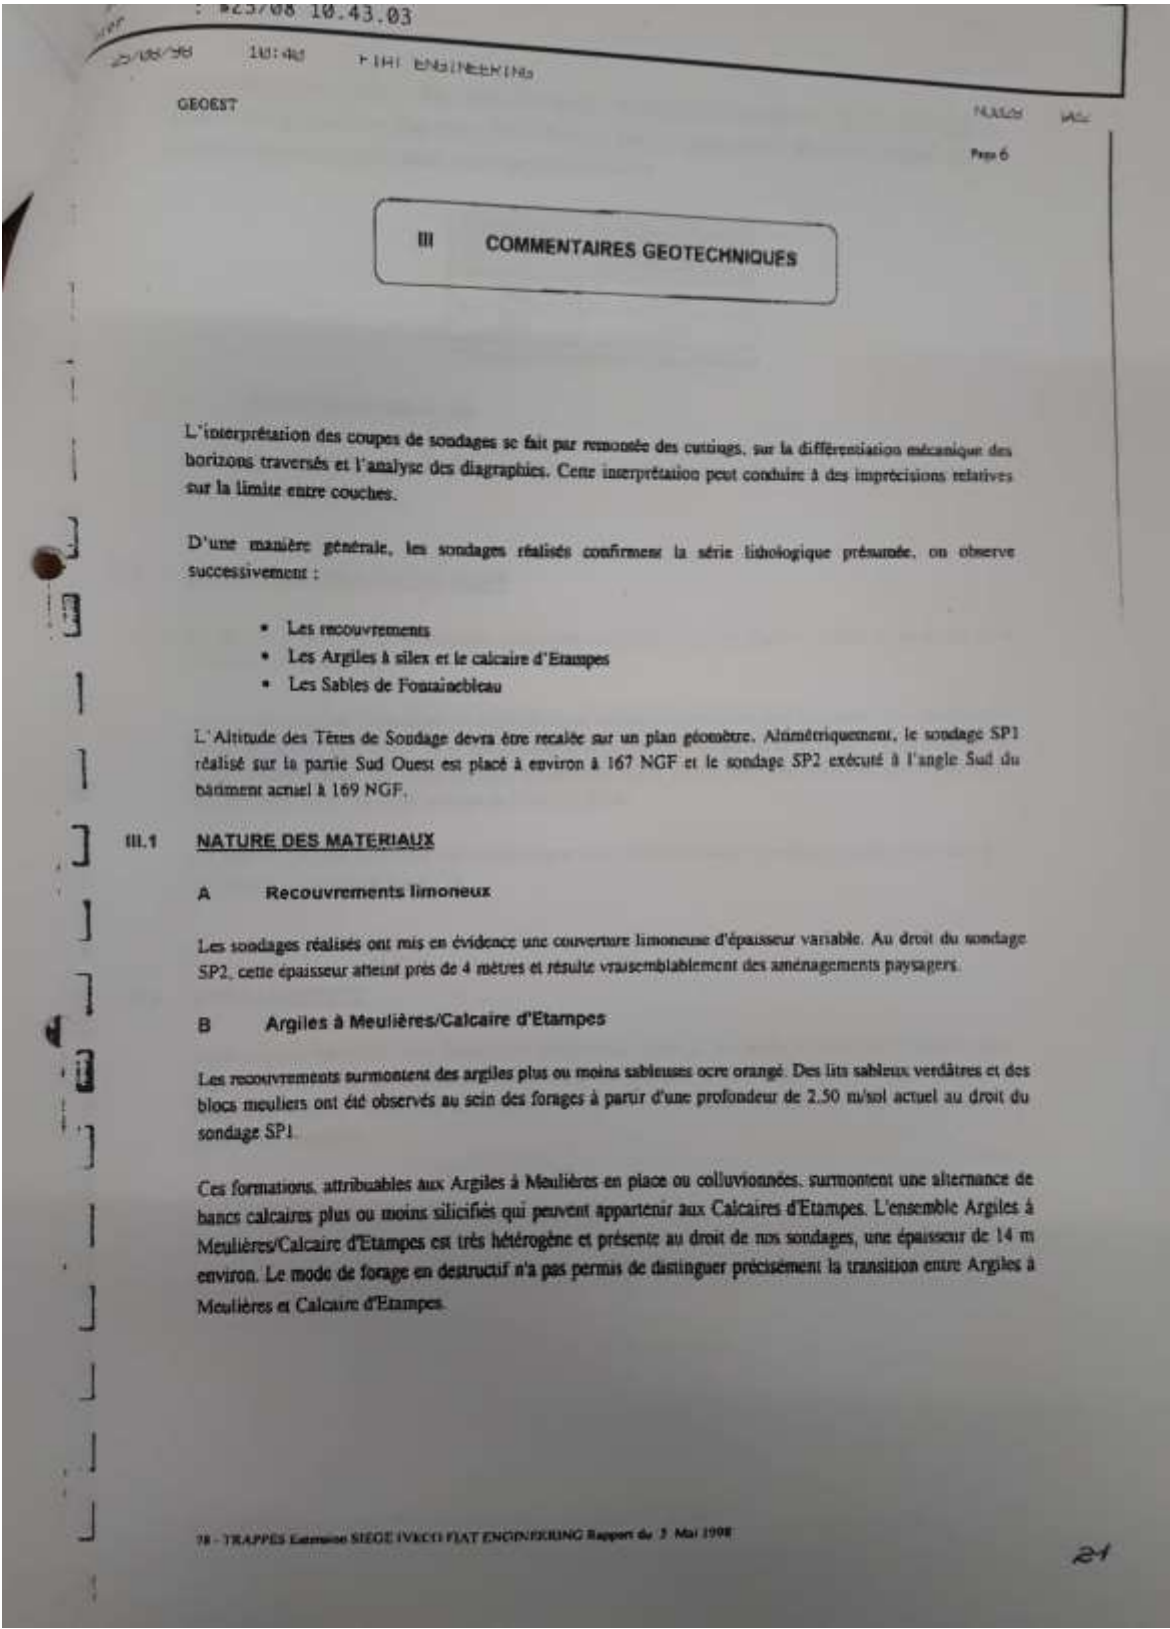 : #25/08 10.43.03
25/08/98 10:40 FIAT ENGINEERING
GEOEST
Page 6
III COMMENTAIRES GEOTECHNIQUES
L'interprétation des coupes de sondages se fait par remontée des cuttings, sur la différentiation mécanique des
horizons traversés et l'analyse des diagraphies. Cette interprétation peut conduire à des imprécisions relatives
sur la limite entre couches.
D'une manière générale, les sondages réalisés confirment la série lithologique présumée, on observe
successivement :
• Les recouvrements
• Les Argiles à silex et le calcaire d'Etampes
• Les Sables de Fontainebleau
L'Altitude des Têtes de Sondage devra être recalée sur un plan géomètre. Altimétriquement, le sondage SP1
réalisé sur la partie Sud Ouest est placé à environ à 167 NGF et le sondage SP2 exécuté à l'angle Sud du
bâtiment actuel à 169 NGF.
III.1 NATURE DES MATERIAUX
A Recouvrements limoneux
Les sondages réalisés ont mis en évidence une couverture limoneuse d'épaisseur variable. Au droit du sondage
SP2, cette épaisseur atteint près de 4 mètres et résulte vraisemblablement des aménagements paysagers.
B Argiles à Meulières/Calcaire d'Etampes
Les recouvrements surmontent des argiles plus ou moins sableuses ocre orangé. Des lits sableux verdâtres et des
blocs meuliers ont été observés au sein des forages à partir d'une profondeur de 2.50 m/sol actuel au droit du
sondage SP1.
Ces formations, attribuables aux Argiles à Meulières en place ou colluvionnées, surmontent une alternance de
bancs calcaires plus ou moins silicifiés qui peuvent appartenir aux Calcaires d'Etampes. L'ensemble Argiles à
Meulières/Calcaire d'Etampes est très hétérogène et présente au droit de nos sondages, une épaisseur de 14 m
environ. Le mode de forage en destructif n'a pas permis de distinguer précisément la transition entre Argiles à
Meulières et Calcaire d'Etampes.
78 - TRAPPES Extension SIEGE IVECO FIAT ENGINEERING Rapport du 5 Mai 1998
21